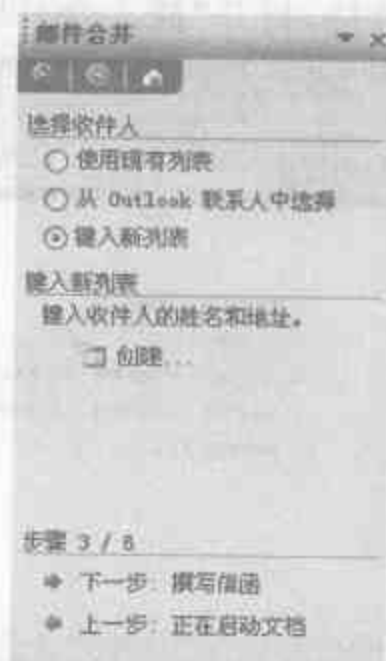 邮件合并
选择收件人
使用现有列表
从 Outlook 联系人中选择
键入新列表
键入新列表
键入收件人的姓名和地址。
创建...
步骤 3 / 6
下一步: 撰写信函
上一步: 正在启动文档